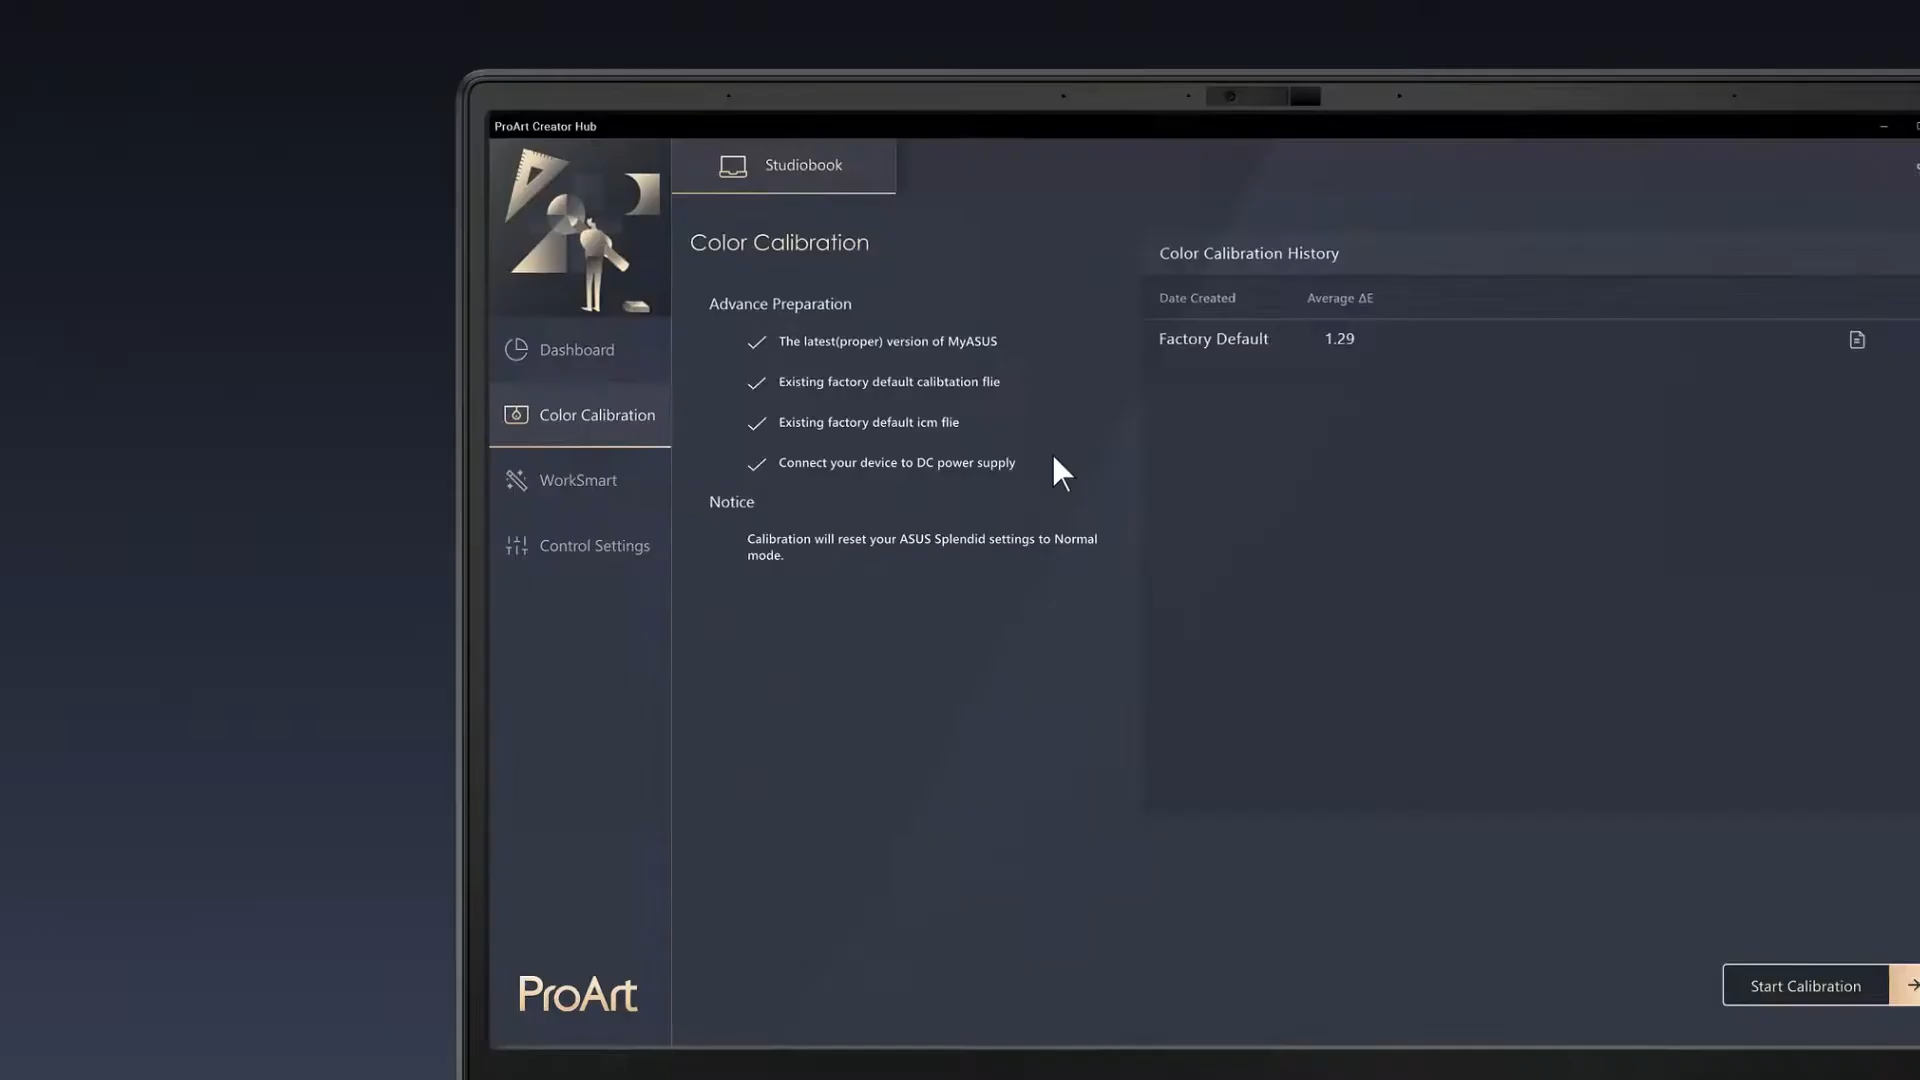 ProArt Creator Hub
Studiobook
Color Calibration
Advance Preparation
The latest(proper) version of MyASUS
Existing factory default calibtation flie
Existing factory default icm flie
Connect your device to DC power supply
Notice
Calibration will reset your ASUS Splendid settings to Normal
mode.
Color Calibration History
Date Created Average ΔE
Factory Default 1.29
Dashboard
Color Calibration
WorkSmart
Control Settings
ProArt
Start Calibration